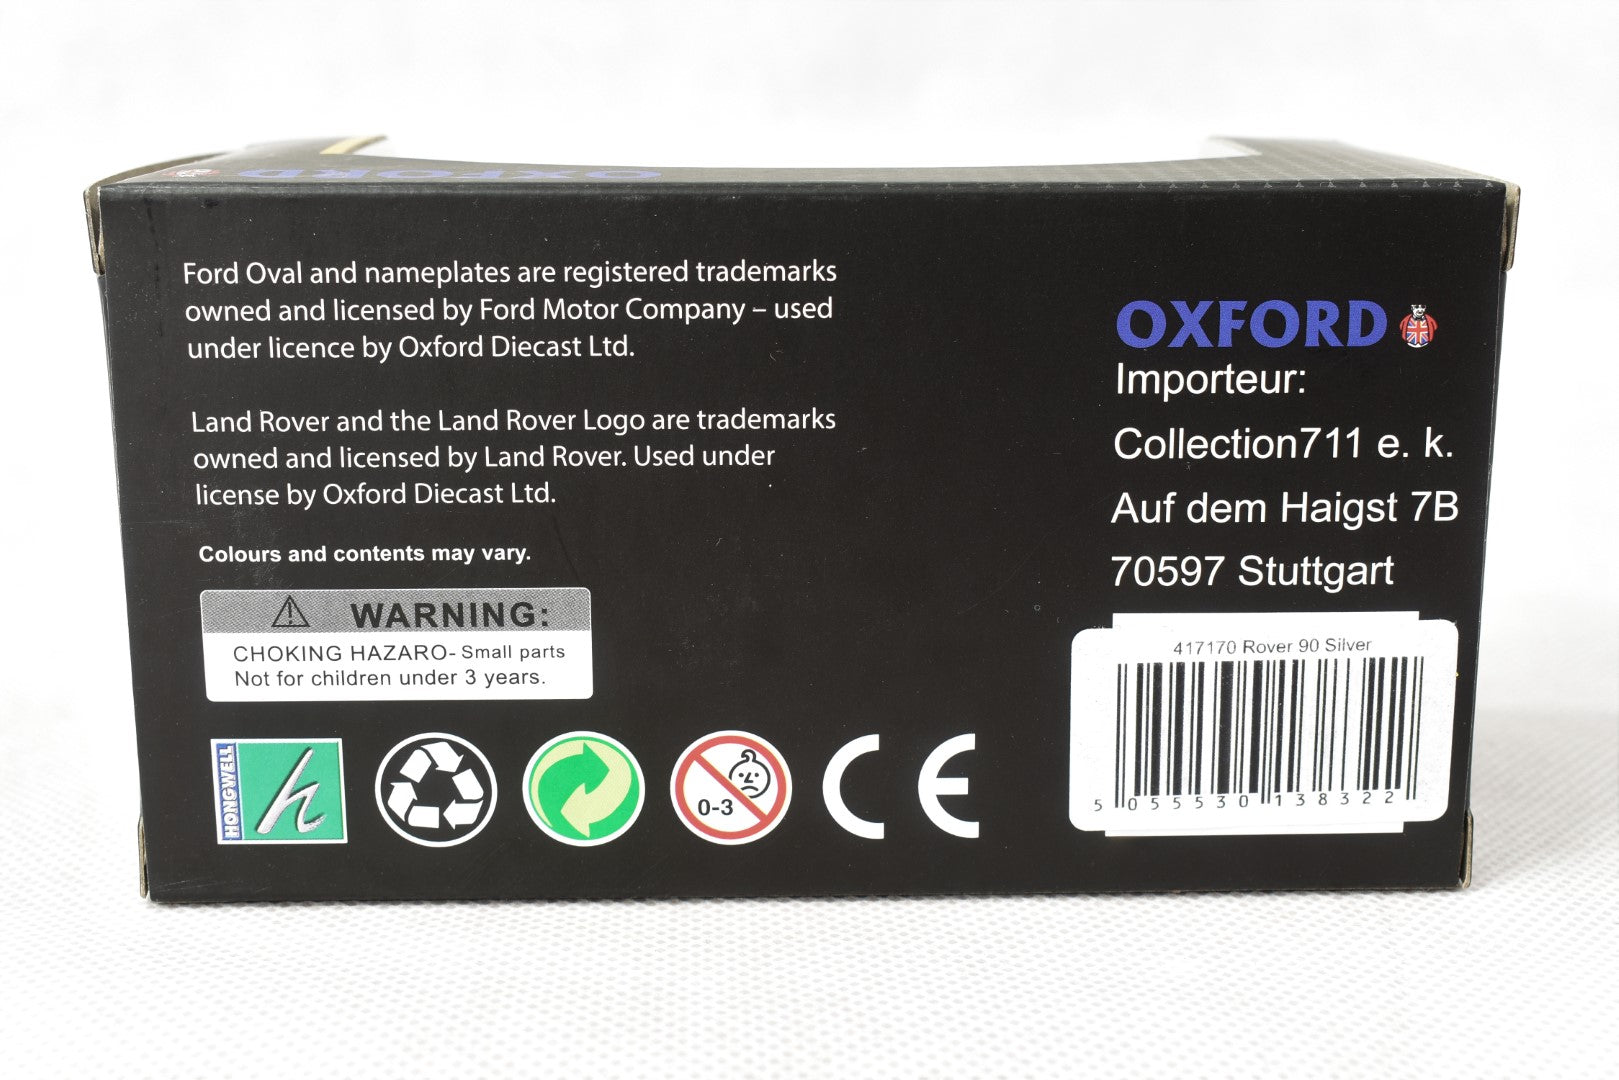 OXFORD
Ford Oval and nameplates are registered trademarks
owned and licensed by Ford Motor Company – used
under licence by Oxford Diecast Ltd.
Land Rover and the Land Rover Logo are trademarks
owned and licensed by Land Rover. Used under
license by Oxford Diecast Ltd.
Colours and contents may vary.
WARNING:
CHOKING HAZARO- Small parts
Not for children under 3 years.
HONGWELL
h
0-3
CE
OXFORD
Importeur:
Collection711 e. k.
Auf dem Haigst 7B
70597 Stuttgart
417170 Rover 90 Silver
5 055530 138322